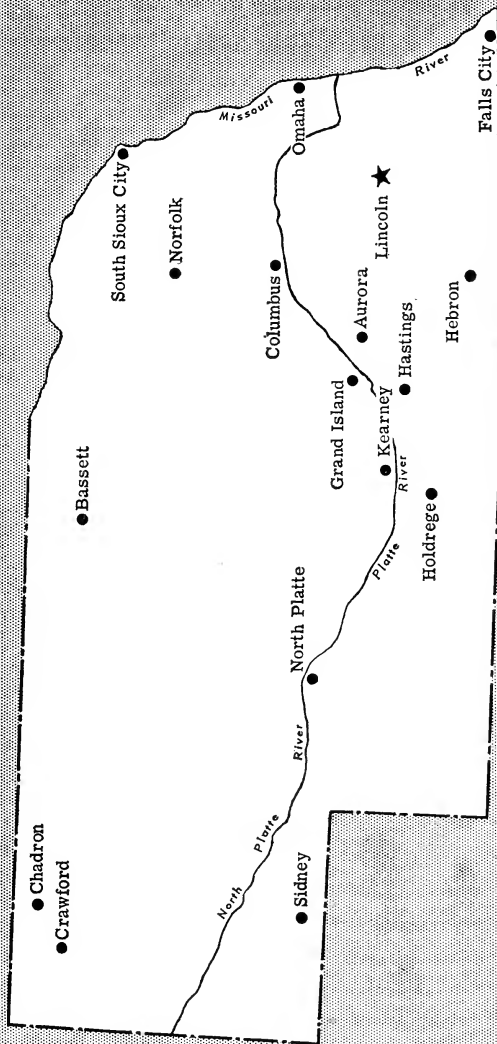 Chadron
Crawford
Bassett
South Sioux City
Norfolk
Missouri
River
Omaha
Columbus
North
Platte
River
Sidney
North Platte
Grand Island
Aurora
Lincoln
Kearney
Hastings
Platte
River
Holdrege
Hebron
Falls City